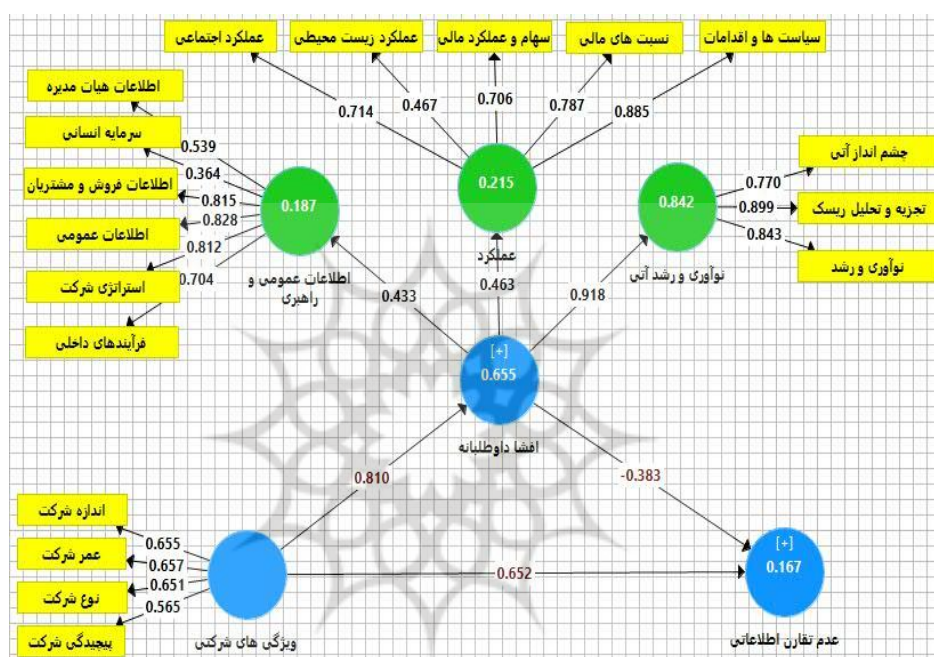 عملکرد اجتماعی
عملکرد زیست محیطی
سهام و عملکرد مالی
نسبت های مالی
سیاست ها و اقدامات
0.714
0.467
0.706
0.787
0.885
اطلاعات هیات مدیره
سرمایه انسانی
اطلاعات فروش و مشتریان
اطلاعات عمومی
استراتژی شرکت
فرآیندهای داخلی
0.539
0.364
0.815
0.828
0.812
0.704
0.187
اطلاعات عمومی و
راهبری
0.215
عملکرد
0.842
نوآوری و رشد آتی
چشم انداز آتی
تجزیه و تحلیل ریسک
نوآوری و رشد
0.770
0.899
0.843
0.433
0.463
0.918
[+]
0.655
افشا داوطلبانه
0.810
-0.383
اندازه شرکت
عمر شرکت
نوع شرکت
پیچیدگی شرکت
0.655
0.657
0.651
0.565
ویژگی های شرکتی
0.652
[+]
0.167
عدم تقارن اطلاعاتی